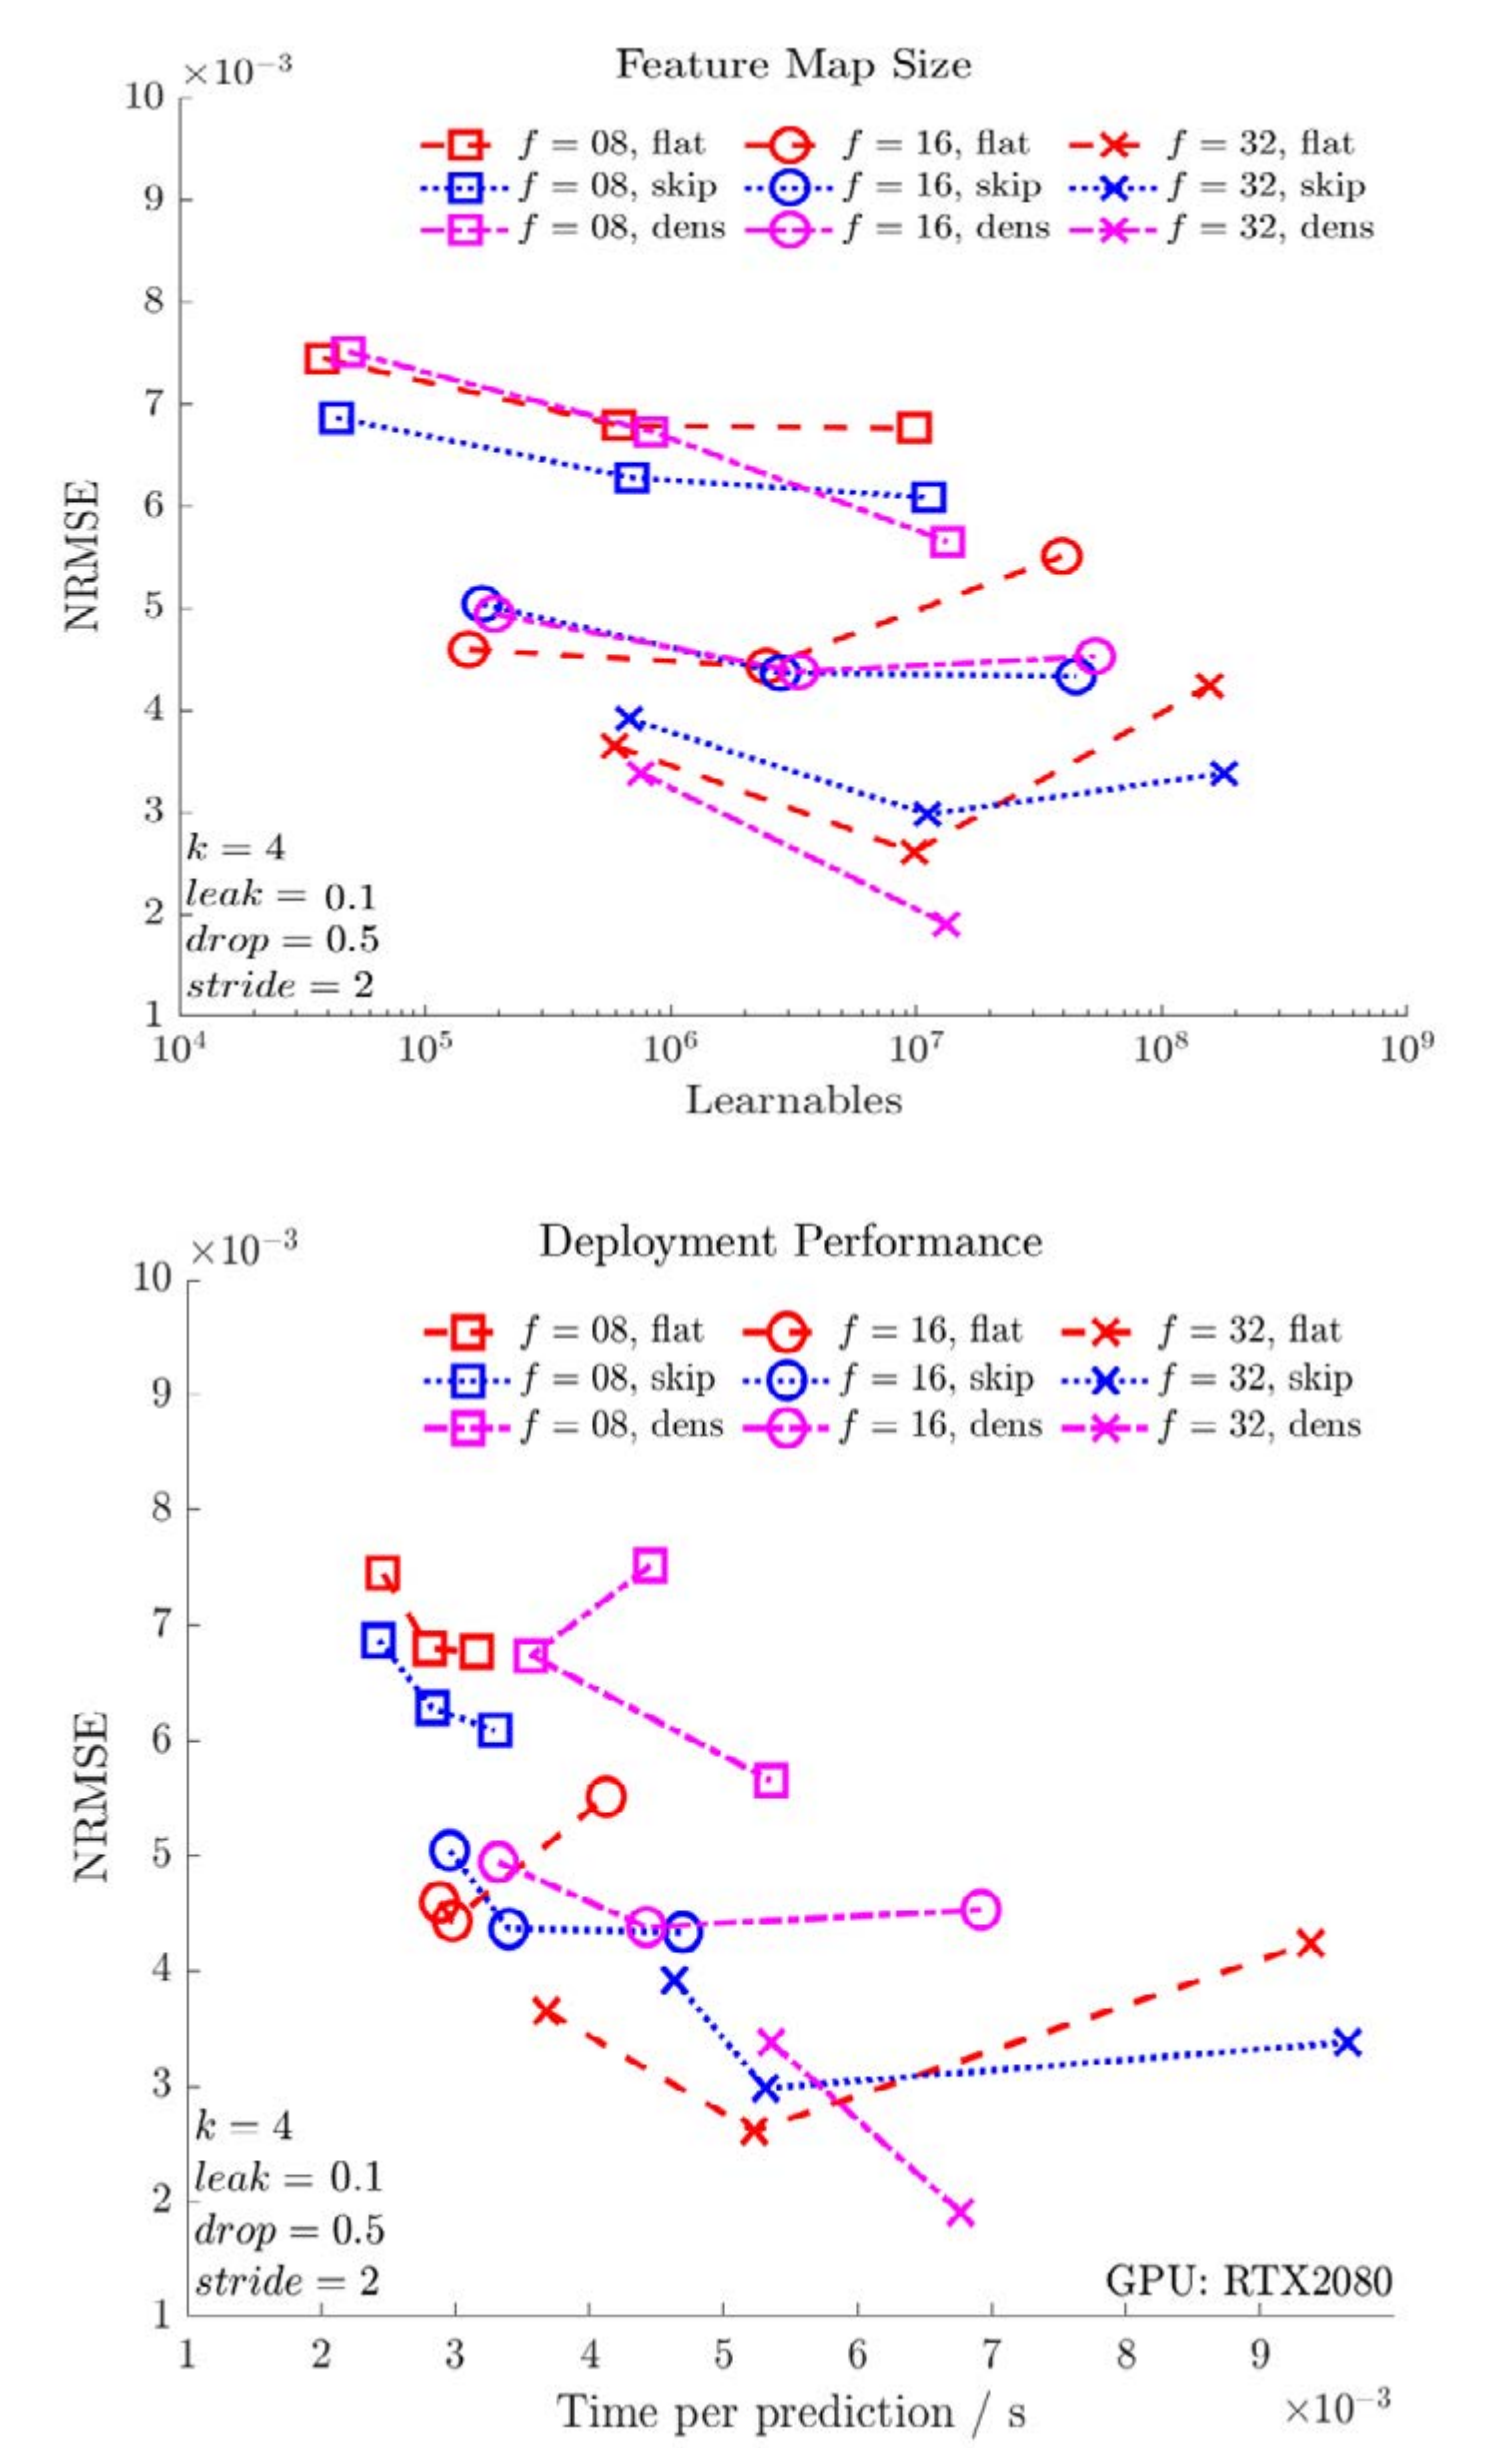 ×10⁻³
Feature Map Size
10
f = 08, flat f = 16, flat f = 32, flat
f = 08, skip f = 16, skip f = 32, skip
f = 08, dens f = 16, dens f = 32, dens
9
8
7
6
5
4
3
2
1
NRMSE
k = 4
leak = 0.1
drop = 0.5
stride = 2
10⁴ 10⁵ 10⁶ 10⁷ 10⁸ 10⁹
Learnables
×10⁻³
Deployment Performance
10
f = 08, flat f = 16, flat f = 32, flat
f = 08, skip f = 16, skip f = 32, skip
f = 08, dens f = 16, dens f = 32, dens
9
8
7
6
5
4
3
2
1
NRMSE
k = 4
leak = 0.1
drop = 0.5
stride = 2
GPU: RTX2080
1 2 3 4 5 6 7 8 9
Time per prediction / s
×10⁻³